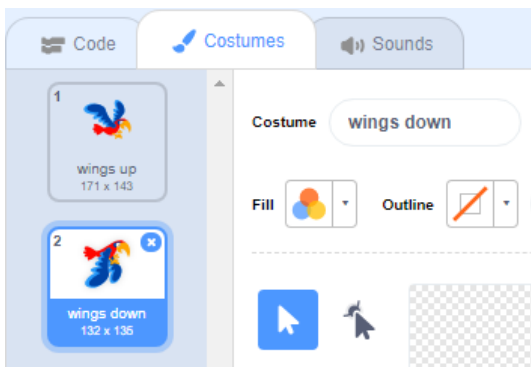 Code
Costumes
Sounds
1
wings up
171 x 143
2
wings down
132 x 135
Costume
wings down
Fill
Outline